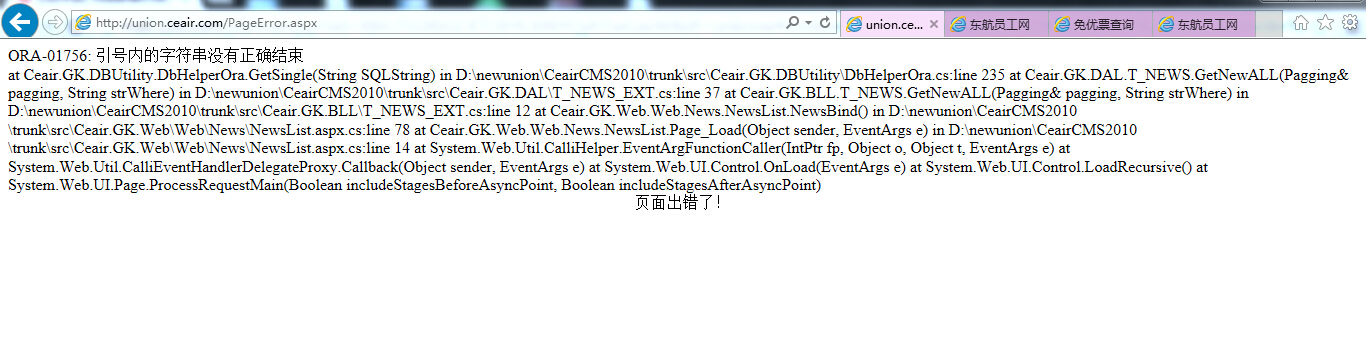 http://union.ceair.com/PageError.aspx
union.ce...
东航员工网
免优票查询
东航员工网
ORA-01756: 引号内的字符串没有正确结束
at Ceair.GK.DBUtility.DbHelperOra.GetSingle(String SQLString) in D:\newunion\CeairCMS2010\trunk\src\Ceair.GK.DBUtility\DbHelperOra.cs:line 235 at Ceair.GK.DAL.T_NEWS.GetNewALL(Pagging&
pagging, String strWhere) in D:\newunion\CeairCMS2010\trunk\src\Ceair.GK.DAL\T_NEWS_EXT.cs:line 37 at Ceair.GK.BLL.T_NEWS.GetNewALL(Pagging& pagging, String strWhere) in
D:\newunion\CeairCMS2010\trunk\src\Ceair.GK.BLL\T_NEWS_EXT.cs:line 12 at Ceair.GK.Web.Web.News.NewsList.NewsBind() in D:\newunion\CeairCMS2010
\trunk\src\Ceair.GK.Web\Web\News\NewsList.aspx.cs:line 78 at Ceair.GK.Web.Web.News.NewsList.Page_Load(Object sender, EventArgs e) in D:\newunion\CeairCMS2010
\trunk\src\Ceair.GK.Web\Web\News\NewsList.aspx.cs:line 14 at System.Web.Util.CalliHelper.EventArgFunctionCaller(IntPtr fp, Object o, Object t, EventArgs e) at
System.Web.Util.CalliEventHandlerDelegateProxy.Callback(Object sender, EventArgs e) at System.Web.UI.Control.OnLoad(EventArgs e) at System.Web.UI.Control.LoadRecursive() at
System.Web.UI.Page.ProcessRequestMain(Boolean includeStagesBeforeAsyncPoint, Boolean includeStagesAfterAsyncPoint)
页面出错了！